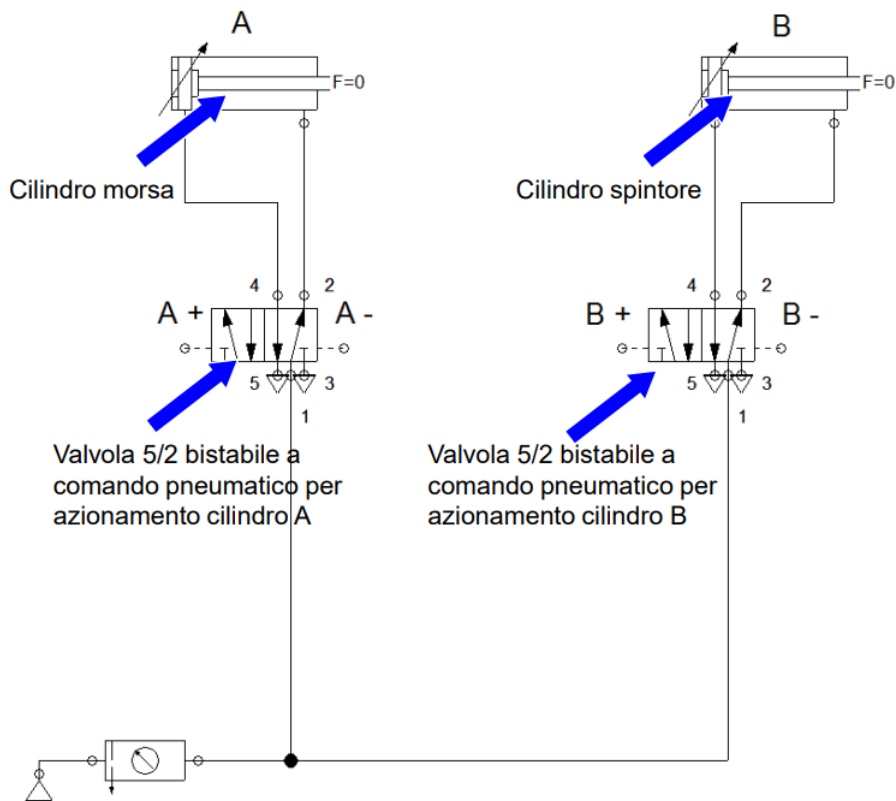 A
B
F=0
F=0
Cilindro morsa
Cilindro spintore
4
2
4
2
A +
A -
B +
B -
5
3
5
3
1
1
Valvola 5/2 bistabile a
comando pneumatico per
azionamento cilindro A
Valvola 5/2 bistabile a
comando pneumatico per
azionamento cilindro B